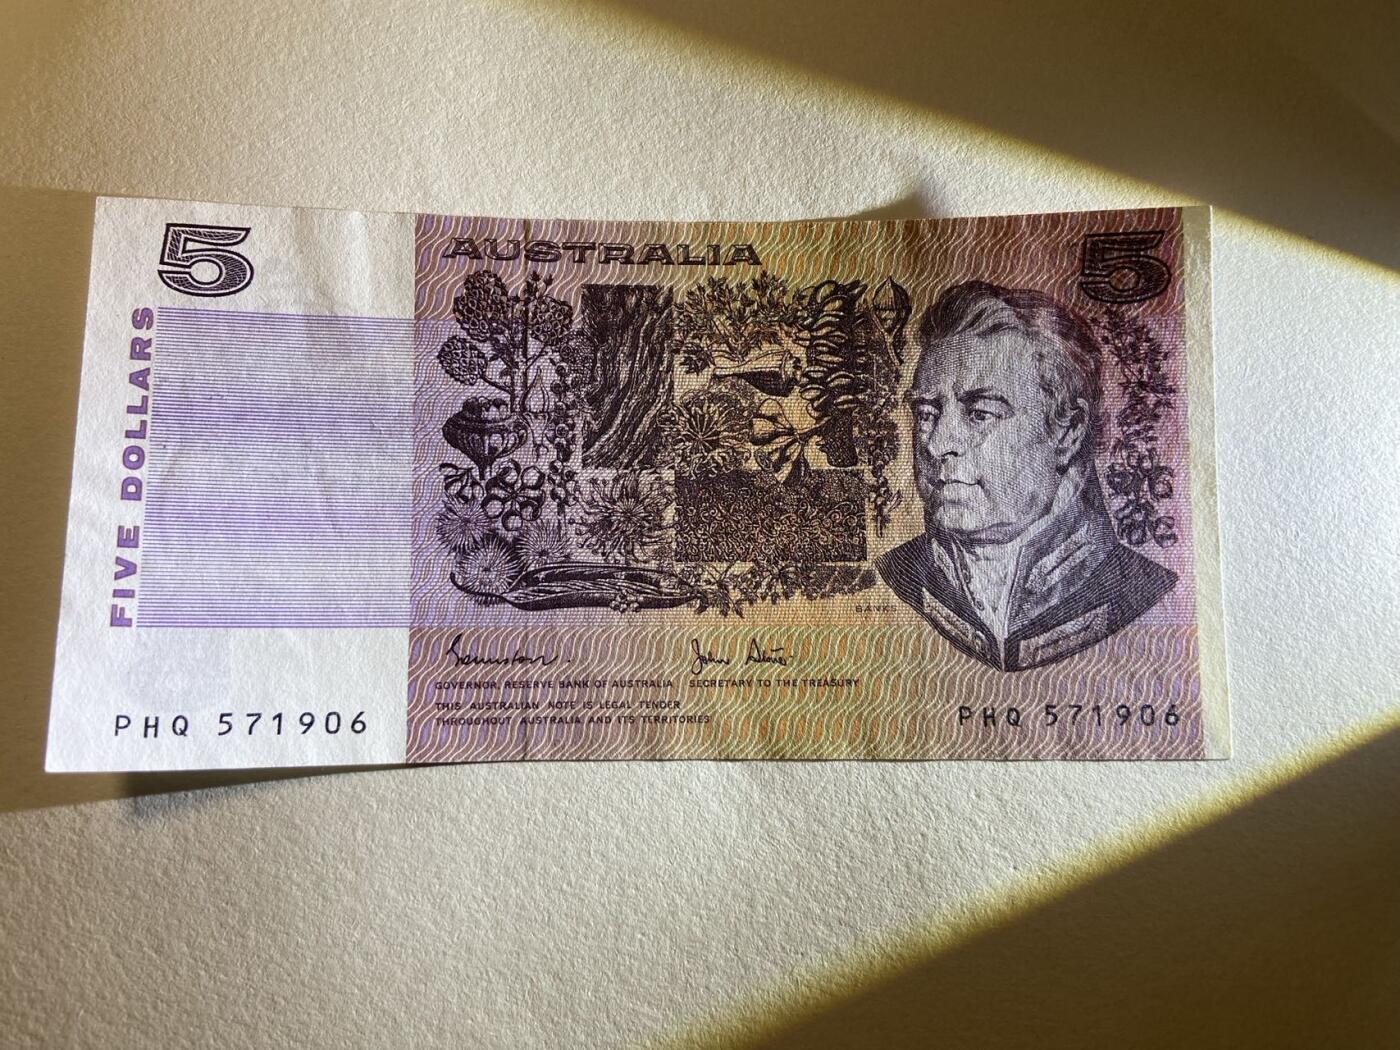 5
AUSTRALIA
5
FIVE DOLLARS
BANKS
GOVERNOR, RESERVE BANK OF AUSTRALIA
SECRETARY TO THE TREASURY
THIS AUSTRALIAN NOTE IS LEGAL TENDER
THROUGHOUT AUSTRALIA AND ITS TERRITORIES
PHQ 571906
PHQ 571906